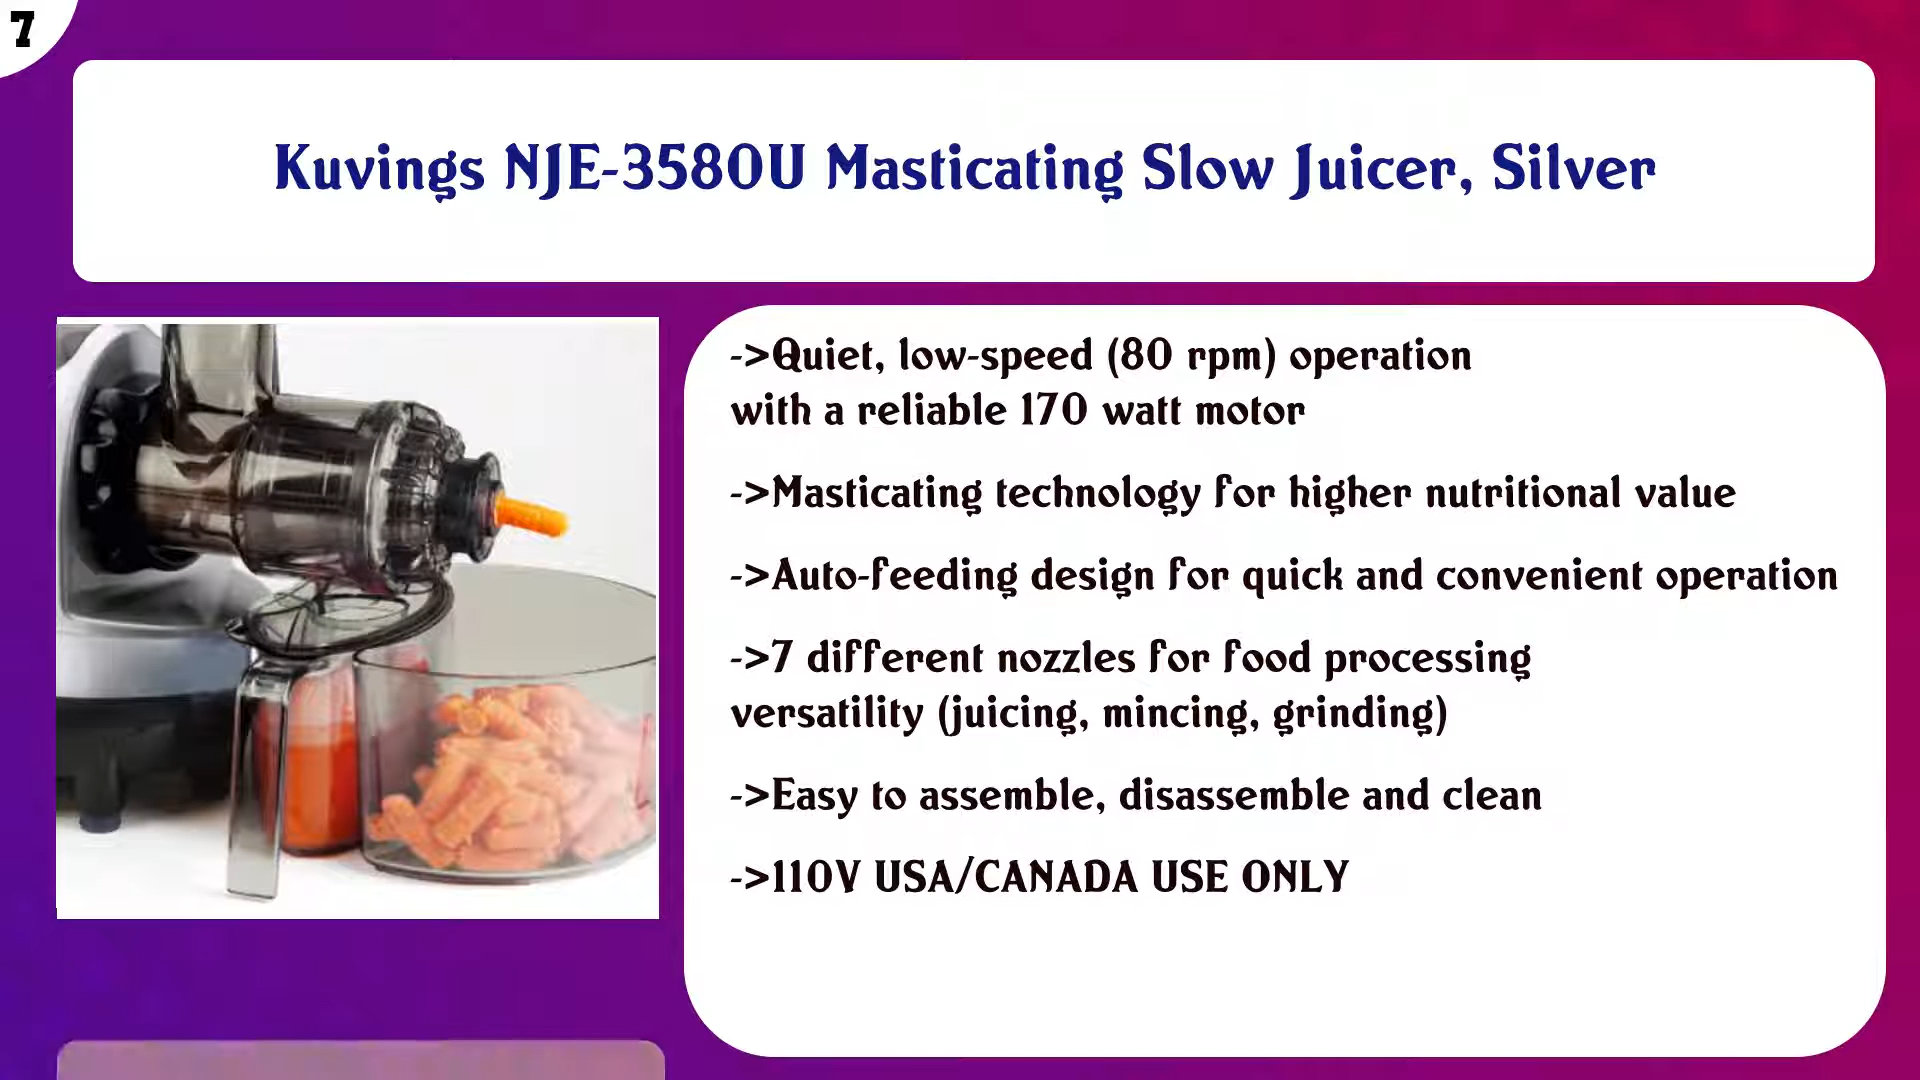 7
Kuvings NJE-3580U Masticating Slow Juicer, Silver
->Quiet, low-speed (80 rpm) operation
with a reliable 170 watt motor
->Masticating technology for higher nutritional value
->Auto-feeding design for quick and convenient operation
->7 different nozzles for food processing
versatility (juicing, mincing, grinding)
->Easy to assemble, disassemble and clean
->110V USA/CANADA USE ONLY